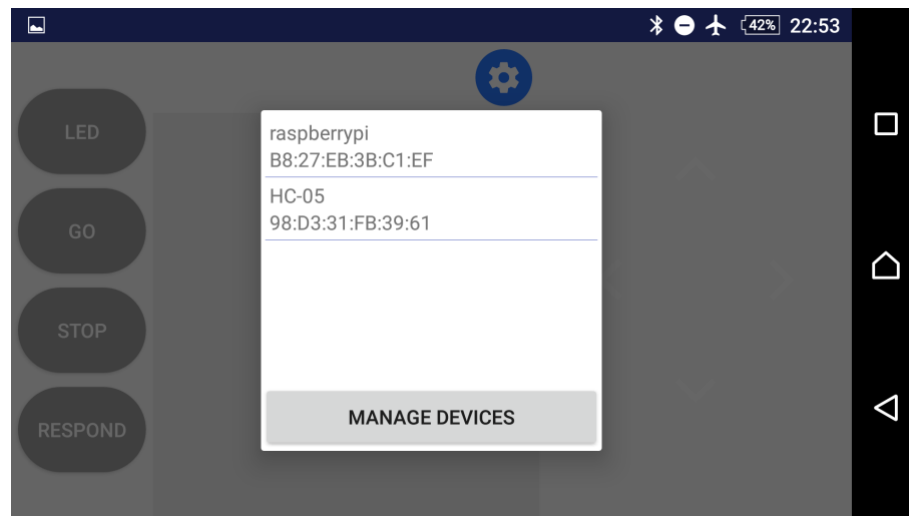 42% 22:53
LED
GO
STOP
RESPOND
raspberrypi
B8:27:EB:3B:C1:EF
HC-05
98:D3:31:FB:39:61
MANAGE DEVICES